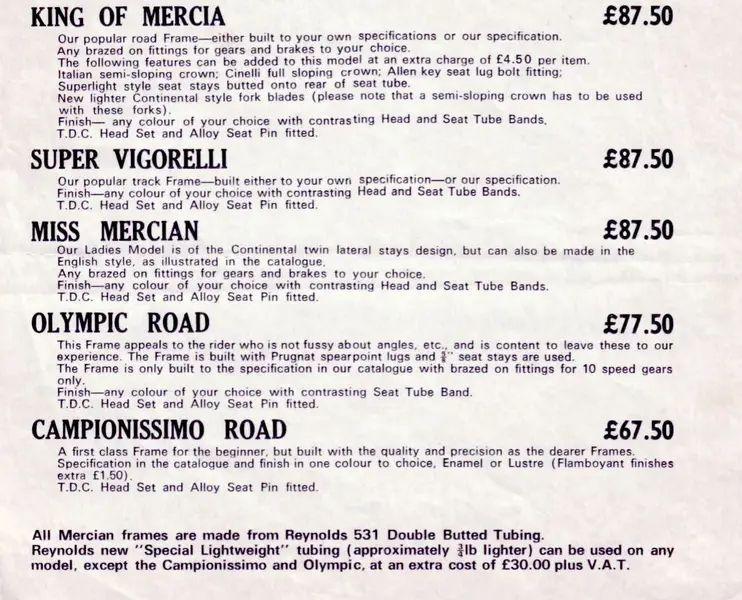 KING OF MERCIA £87.50
Our popular road Frame—either built to your own specifications or our specification.
Any brazed on fittings for gears and brakes to your choice.
The following features can be added to this model at an extra charge of £4.50 per item.
Italian semi-sloping crown; Cinelli full sloping crown; Allen key seat lug bolt fitting;
Superlight style seat stays butted onto rear of seat tube.
New lighter Continental style fork blades (please note that a semi-sloping crown has to be used
with these forks).
Finish— any colour of your choice with contrasting Head and Seat Tube Bands.
T.D.C. Head Set and Alloy Seat Pin fitted.
SUPER VIGORELLI £87.50
Our popular track Frame—built either to your own specification—or our specification.
Finish—any colour of your choice with contrasting Head and Seat Tube Bands.
T.D.C. Head Set and Alloy Seat Pin fitted.
MISS MERCIAN £87.50
Our Ladies Model is of the Continental twin lateral stays design, but can also be made in the
English style, as illustrated in the catalogue.
Any brazed on fittings for gears and brakes to your choice.
Finish—any colour of your choice with contrasting Head and Seat Tube Bands.
T.D.C. Head Set and Alloy Seat Pin fitted.
OLYMPIC ROAD £77.50
This Frame appeals to the rider who is not fussy about angles, etc., and is content to leave these to our
experience. The Frame is built with Prugnat spearpoint lugs and seat stays are used.
The Frame is only built to the specification in our catalogue with brazed on fittings for 10 speed gears
only.
Finish—any colour of your choice with contrasting Seat Tube Band.
T.D.C. Head Set and Alloy Seat Pin fitted.
CAMPIONISSIMO ROAD £67.50
A first class Frame for the beginner, but built with the quality and precision as the dearer Frames.
Specification in the catalogue and finish in one colour to choice, Enamel or Lustre (Flamboyant finishes
extra £1.50).
T.D.C. Head Set and Alloy Seat Pin fitted.
All Mercian frames are made from Reynolds 531 Double Butted Tubing.
Reynolds new "Special Lightweight" tubing (approximately ¾lb lighter) can be used on any
model, except the Campionissimo and Olympic, at an extra cost of £30.00 plus V.A.T.